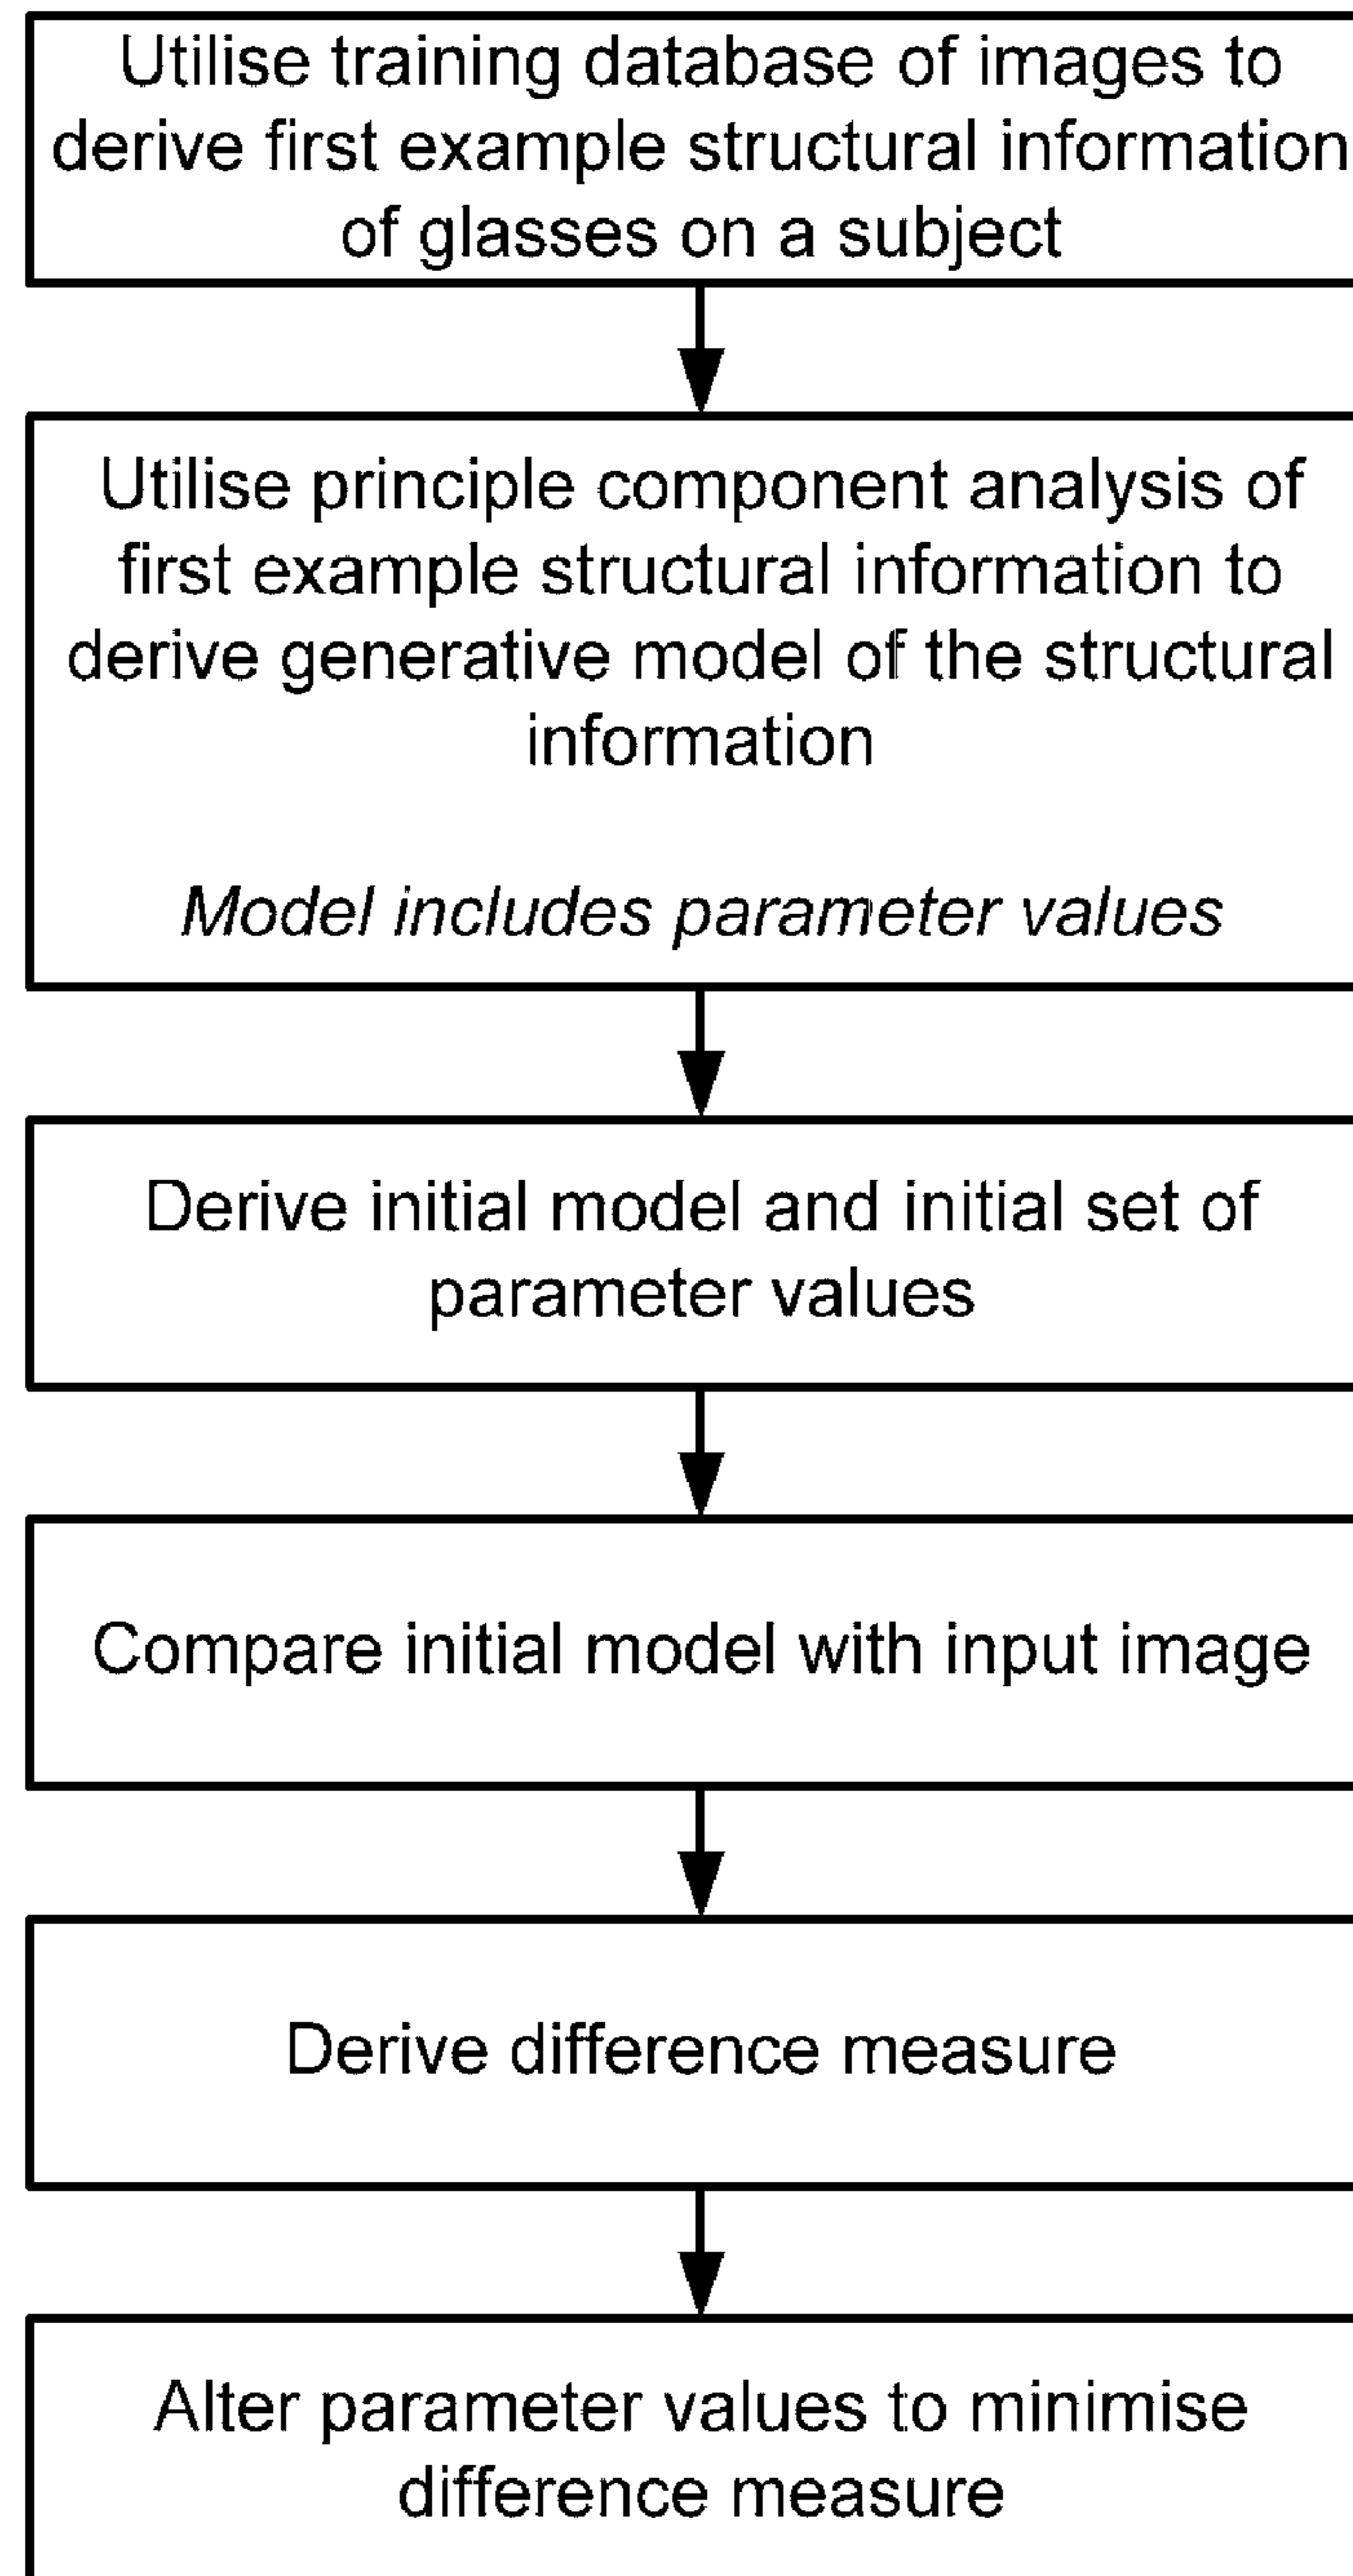 Utilise training database of images to
derive first example structural information
of glasses on a subject
Utilise principle component analysis of
first example structural information to
derive generative model of the structural
information
Model includes parameter values
Derive initial model and initial set of
parameter values
Compare initial model with input image
Derive difference measure
Alter parameter values to minimise
difference measure